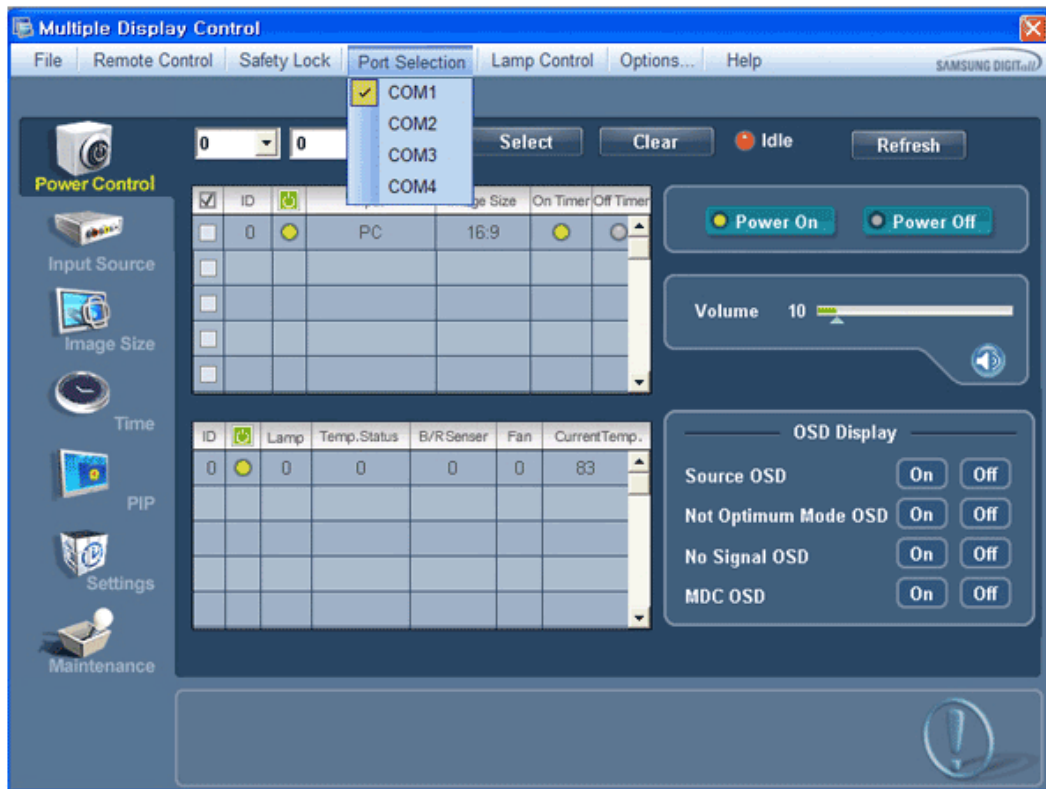 Multiple Display Control
File Remote Control Safety Lock Port Selection Lamp Control Options... Help SAMSUNG DIGITall
COM1
COM2
COM3
COM4
0 0 Select Clear Idle Refresh
Power Control
Input Source
Image Size
Time
PIP
Settings
Maintenance
ID Size On Timer Off Timer
0 PC 16:9
Power On Power Off
Volume 10
ID Lamp Temp.Status B/RSenser Fan CurrentTemp.
0 0 0 0 0 83
OSD Display
Source OSD On Off
Not Optimum Mode OSD On Off
No Signal OSD On Off
MDC OSD On Off